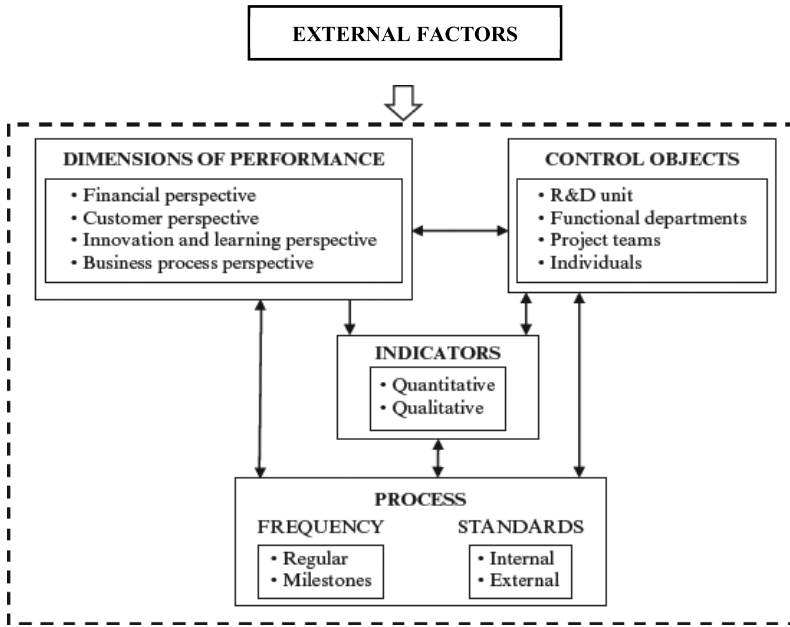 EXTERNAL FACTORS
DIMENSIONS OF PERFORMANCE
• Financial perspective
• Customer perspective
• Innovation and learning perspective
• Business process perspective
CONTROL OBJECTS
• R&D unit
• Functional departments
• Project teams
• Individuals
INDICATORS
• Quantitative
• Qualitative
PROCESS
FREQUENCY
• Regular
• Milestones
STANDARDS
• Internal
• External